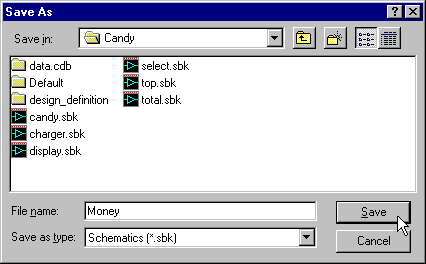 Save As
Save in: Candy
data.cdb
Default
design_definition
candy.sbk
charger.sbk
display.sbk
select.sbk
top.sbk
total.sbk
File name: Money Save
Save as type: Schematics (*.sbk) Cancel